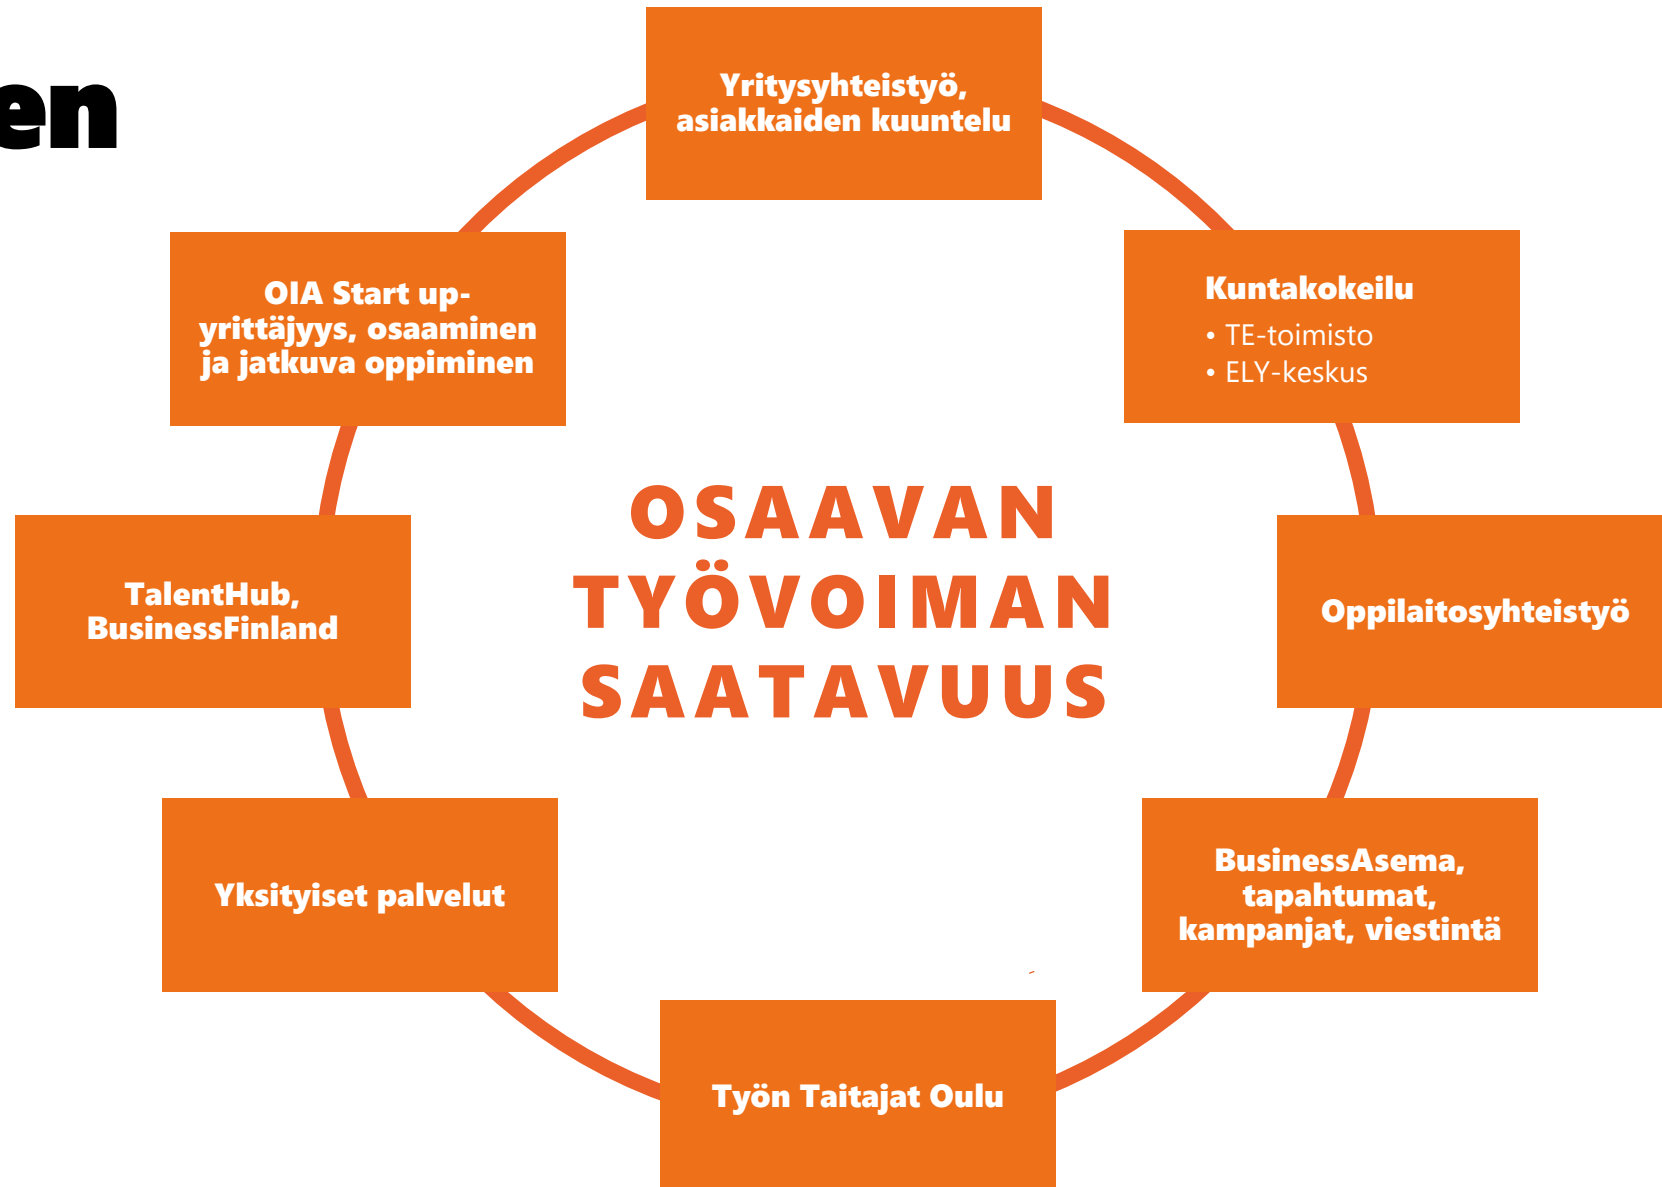 en
Yritysyhteistyö,
asiakkaiden kuuntelu
Kuntakokeilu
• TE-toimisto
• ELY-keskus
Oppilaitosyhteistyö
BusinessAsema,
tapahtumat,
kampanjat, viestintä
Työn Taitajat Oulu
Yksityiset palvelut
TalentHub,
BusinessFinland
OIA Start up-
yrittäjyys, osaaminen
ja jatkuva oppiminen
OSAAVAN
TYÖVOIMAN
SAATAVUUS